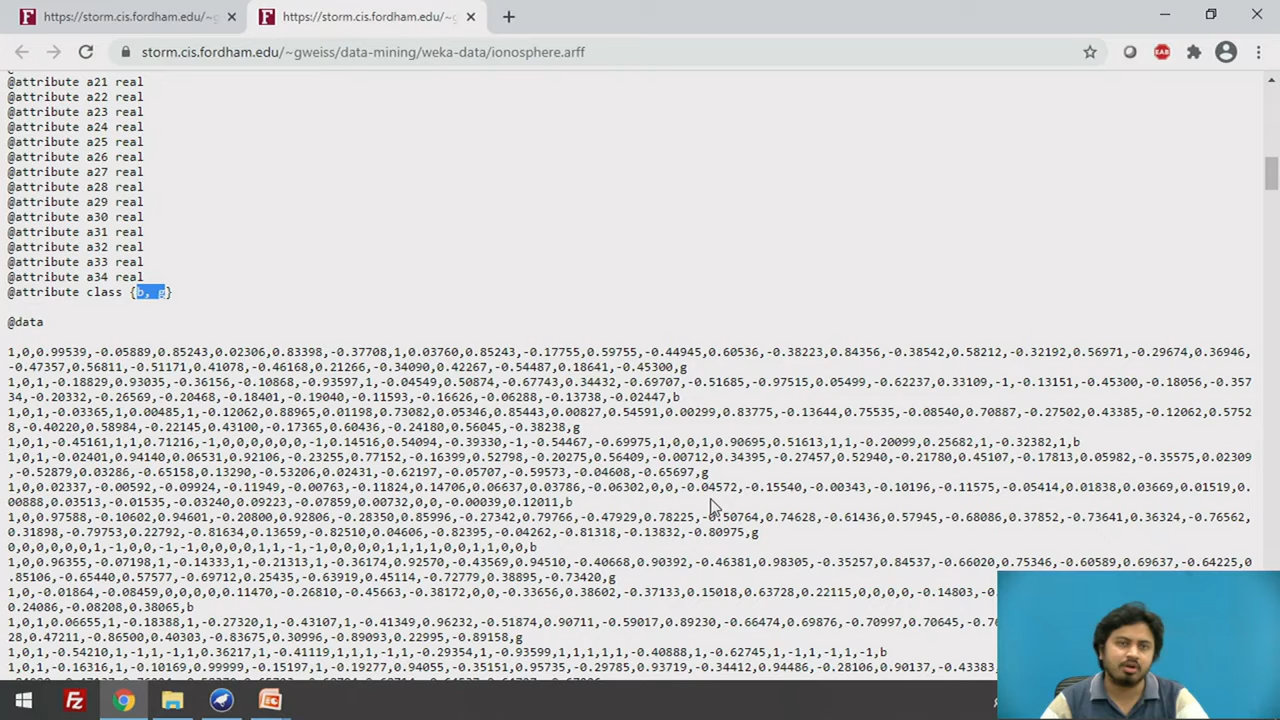 https://storm.cis.fordham.edu/~g
https://storm.cis.fordham.edu/~g
storm.cis.fordham.edu/~gweiss/data-mining/weka-data/ionosphere.arff
EAB
@attribute a21 real
@attribute a22 real
@attribute a23 real
@attribute a24 real
@attribute a25 real
@attribute a26 real
@attribute a27 real
@attribute a28 real
@attribute a29 real
@attribute a30 real
@attribute a31 real
@attribute a32 real
@attribute a33 real
@attribute a34 real
@attribute class {b, g}
@data
1,0,0.99539,-0.05889,0.85243,0.02306,0.83398,-0.37708,1,0.03760,0.85243,-0.17755,0.59755,-0.44945,0.60536,-0.38223,0.84356,-0.38542,0.58212,-0.32192,0.56971,-0.29674,0.36946,
-0.47357,0.56811,-0.51171,0.41078,-0.46168,0.21266,-0.34090,0.42267,-0.54487,0.18641,-0.45300,g
1,0,1,-0.18829,0.93035,-0.36156,-0.10868,-0.93597,1,-0.04549,0.50874,-0.67743,0.34432,-0.69707,-0.51685,-0.97515,0.05499,-0.62237,0.33109,-1,-0.13151,-0.45300,-0.18056,-0.357
34,-0.20332,-0.26569,-0.20468,-0.18401,-0.19040,-0.11593,-0.16626,-0.06288,-0.13738,-0.02447,b
1,0,1,-0.03365,1,0.00485,1,-0.12062,0.88965,0.01198,0.73082,0.05346,0.85443,0.00827,0.54591,0.00299,0.83775,-0.13644,0.75535,-0.08540,0.70887,-0.27502,0.43385,-0.12062,0.5752
8,-0.40220,0.58984,-0.22145,0.43100,-0.17365,0.60436,-0.24180,0.56045,-0.38238,g
1,0,1,-0.45161,1,1,0.71216,-1,0,0,0,0,0,0,-1,0.14516,0.54094,-0.39330,-1,-0.54467,-0.69975,1,0,0,1,0.90695,0.51613,1,1,-0.20099,0.25682,1,-0.32382,1,b
1,0,1,-0.02401,0.94140,0.06531,0.92106,-0.23255,0.77152,-0.16399,0.52798,-0.20275,0.56409,-0.00712,0.34395,-0.27457,0.52940,-0.21780,0.45107,-0.17813,0.05982,-0.35575,0.02309
,-0.52879,0.03286,-0.65158,0.13290,-0.53206,0.02431,-0.62197,-0.05707,-0.59573,-0.04608,-0.65697,g
1,0,0.02337,-0.00592,-0.09924,-0.11949,-0.00763,-0.11824,0.14706,0.06637,0.03786,-0.06302,0,0,-0.04572,-0.15540,-0.00343,-0.10196,-0.11575,-0.05414,0.01838,0.03669,0.01519,0.
00888,0.03513,-0.01535,-0.03240,0.09223,-0.07859,0.00732,0,0,-0.00039,0.12011,b
1,0,0.97588,-0.10602,0.94601,-0.20800,0.92806,-0.28350,0.85996,-0.27342,0.79766,-0.47929,0.78225,-0.50764,0.74628,-0.61436,0.57945,-0.68086,0.37852,-0.73641,0.36324,-0.76562,
0.31898,-0.79753,0.22792,-0.81634,0.13659,-0.82510,0.04606,-0.82395,-0.04262,-0.81318,-0.13832,-0.80975,g
0,0,0,0,0,0,1,-1,0,0,-1,-1,0,0,0,0,1,1,-1,-1,0,0,0,0,1,1,1,1,0,0,1,1,0,0,b
1,0,0.96355,-0.07198,1,-0.14333,1,-0.21313,1,-0.36174,0.92570,-0.43569,0.94510,-0.40668,0.90392,-0.46381,0.98305,-0.35257,0.84537,-0.66020,0.75346,-0.60589,0.69637,-0.64225,0
.85106,-0.65440,0.57577,-0.69712,0.25435,-0.63919,0.45114,-0.72779,0.38895,-0.73420,g
1,0,-0.01864,-0.08459,0,0,0,0,0.11470,-0.26810,-0.45663,-0.38172,0,0,-0.33656,0.38602,-0.37133,0.15018,0.63728,0.22115,0,0,0,0,-0.14803,-0
0.24086,-0.08208,0.38065,b
1,0,1,0.06655,1,-0.18388,1,-0.27320,1,-0.43107,1,-0.41349,0.96232,-0.51874,0.90711,-0.59017,0.89230,-0.66474,0.69876,-0.70997,0.70645,-0.76
28,0.47211,-0.86500,0.40303,-0.83675,0.30996,-0.89093,0.22995,-0.89158,g
1,0,1,-0.54210,1,-1,1,-1,1,0.36217,1,-0.41119,1,1,1,-1,1,-0.29354,1,-0.93599,1,1,1,1,1,-0.40888,1,-0.62745,1,-1,1,-1,1,-1,b
1,0,1,-0.16316,1,-0.10169,0.99999,-0.15197,1,-0.19277,0.94055,-0.35151,0.95735,-0.29785,0.93719,-0.34412,0.94486,-0.28106,0.90137,-0.43383